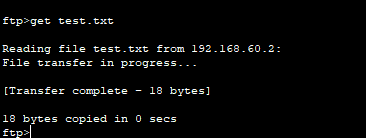 ftp>get test.txt
Reading file test.txt from 192.168.60.2:
File transfer in progress...
[Transfer complete - 18 bytes]
18 bytes copied in 0 secs
ftp>